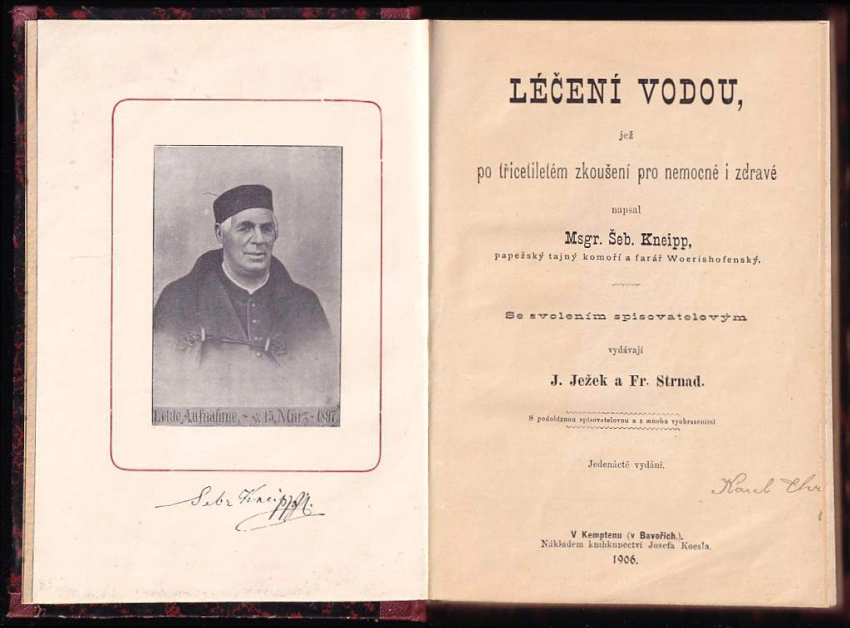 Letzte Aufnahme, - v. 15. März - 1897.
Seb. Kneipp
LÉČENÍ VODOU,
jež
po třicetiletém zkoušení pro nemocné i zdravé
napsal
Msgr. Šeb. Kneipp,
papežský tajný komoří a farář Woerishofenský.
Se svolením spisovatelovým
vydávají
J. Ježek a Fr. Strnad.
S podobiznou spisovatelovou a s mnoha vyobrazeními
Jedenácté vydání.
Karel
V Kemptenu (v Bavořích.).
Nákladem knihkupectví Josefa Koesla.
1906.